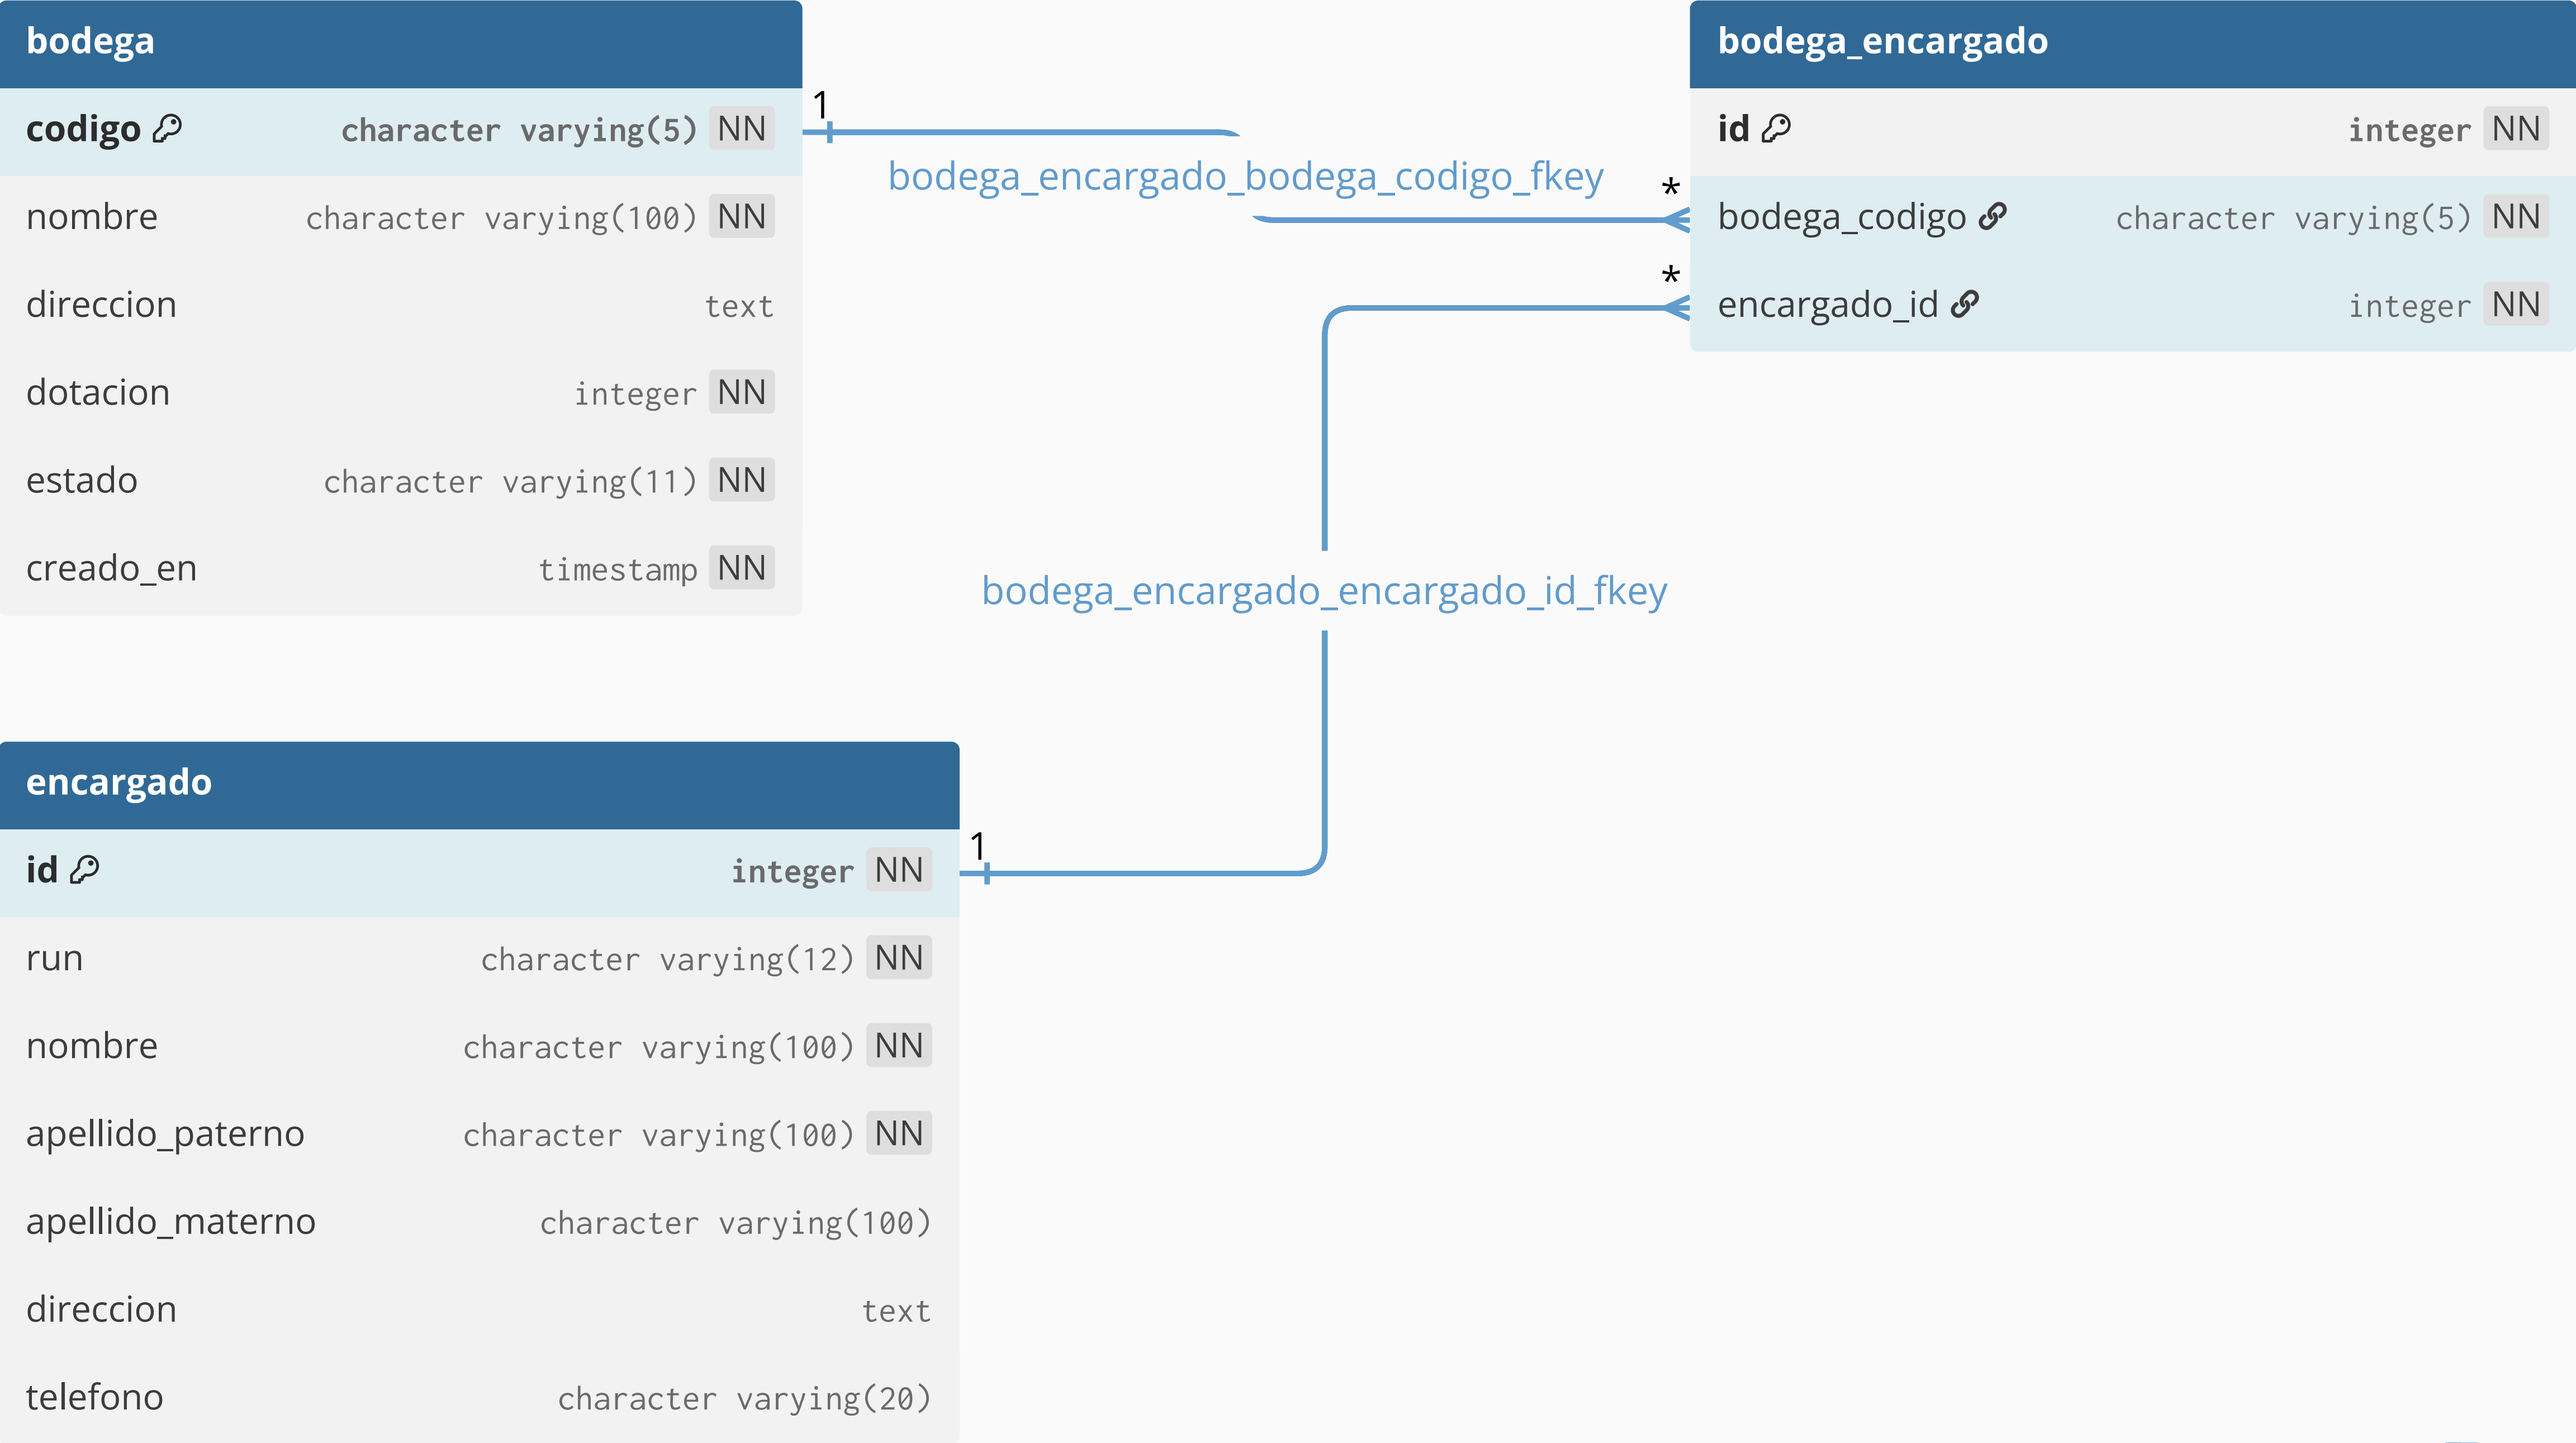 bodega
codigo character varying(5) NN
nombre character varying(100) NN
direccion text
dotacion integer NN
estado character varying(11) NN
creado_en timestamp NN
1
bodega_encargado_bodega_codigo_fkey
*
bodega_encargado
id integer NN
bodega_codigo character varying(5) NN
encargado_id integer NN
*
bodega_encargado_encargado_id_fkey
1
encargado
id integer NN
run character varying(12) NN
nombre character varying(100) NN
apellido_paterno character varying(100) NN
apellido_materno character varying(100)
direccion text
telefono character varying(20)